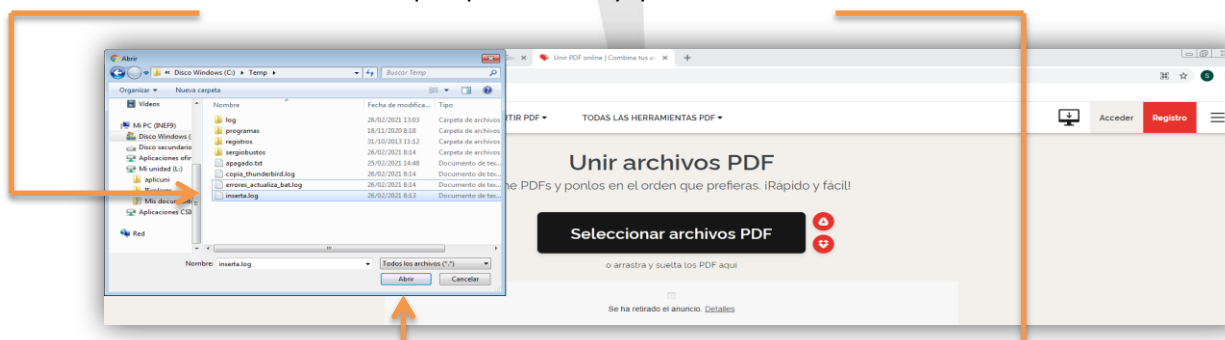 Abrir
Unir PDF online | Combina tus
Disco Windows (C:) ▸ Temp ▸
Buscar Temp
Organizar
Nueva carpeta
Vídeos
Mi PC (INEF9)
Disco Windows (
Disco secundario
Aplicaciones ofir
Mi unidad (L:)
aplicuni
Mis docu
Aplicaciones CSI
Red
Nombre
Fecha de modifica...
Tipo
log
26/02/2021 13:03
Carpeta de archivos
programas
18/11/2020 8:18
Carpeta de archivos
registros
31/10/2013 11:12
Carpeta de archivos
sergiobustos
26/02/2021 8:14
Carpeta de archivos
apagado.txt
25/02/2021 14:48
Documento de tex...
copia_thunderbird.log
26/02/2021 8:14
Documento de tex...
errores_actualiza_bat.log
26/02/2021 8:14
Documento de tex...
inserta.log
26/02/2021 8:13
Documento de tex...
Nombre: inserta.log
Todos los archivos (*.*)
Abrir
Cancelar
TIR PDF
TODAS LAS HERRAMIENTAS PDF
Acceder
Registro
S
Unir archivos PDF
ne PDFs y ponlos en el orden que prefieras. ¡Rápido y fácil!
Seleccionar archivos PDF
o arrastra y suelta los PDF aquí
Se ha retirado el anuncio. Detalles